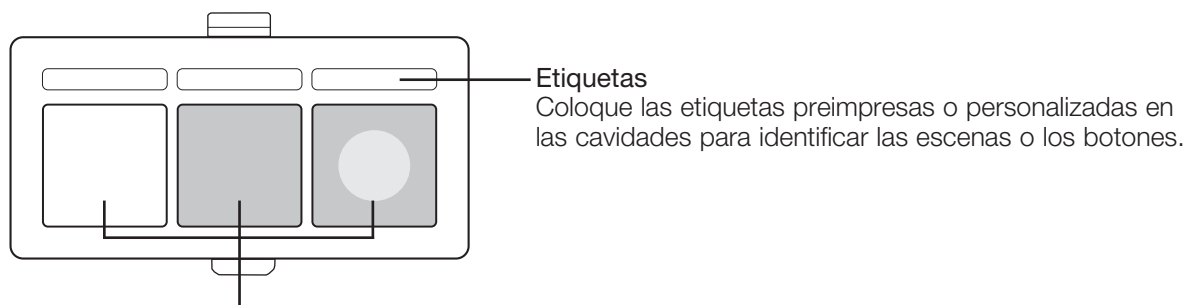 Etiquetas
Coloque las etiquetas preimpresas o personalizadas en
las cavidades para identificar las escenas o los botones.